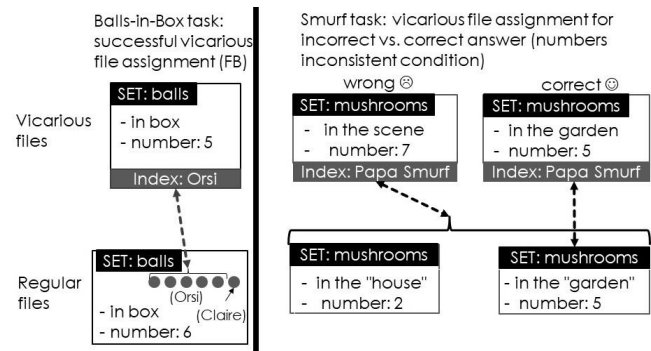 Balls-in-Box task:
successful vicarious
file assignment (FB)
Vicarious
files
SET: balls
- in box
- number: 5
Index: Orsi
Regular
files
SET: balls
(Orsi)
(Claire)
- in box
- number: 6
Smurf task: vicarious file assignment for
incorrect vs. correct answer (numbers
inconsistent condition)
wrong ☹
SET: mushrooms
- in the scene
- number: 7
Index: Papa Smurf
correct ☺
SET: mushrooms
- in the garden
- number: 5
Index: Papa Smurf
SET: mushrooms
- in the "house"
- number: 2
SET: mushrooms
- in the "garden"
- number: 5